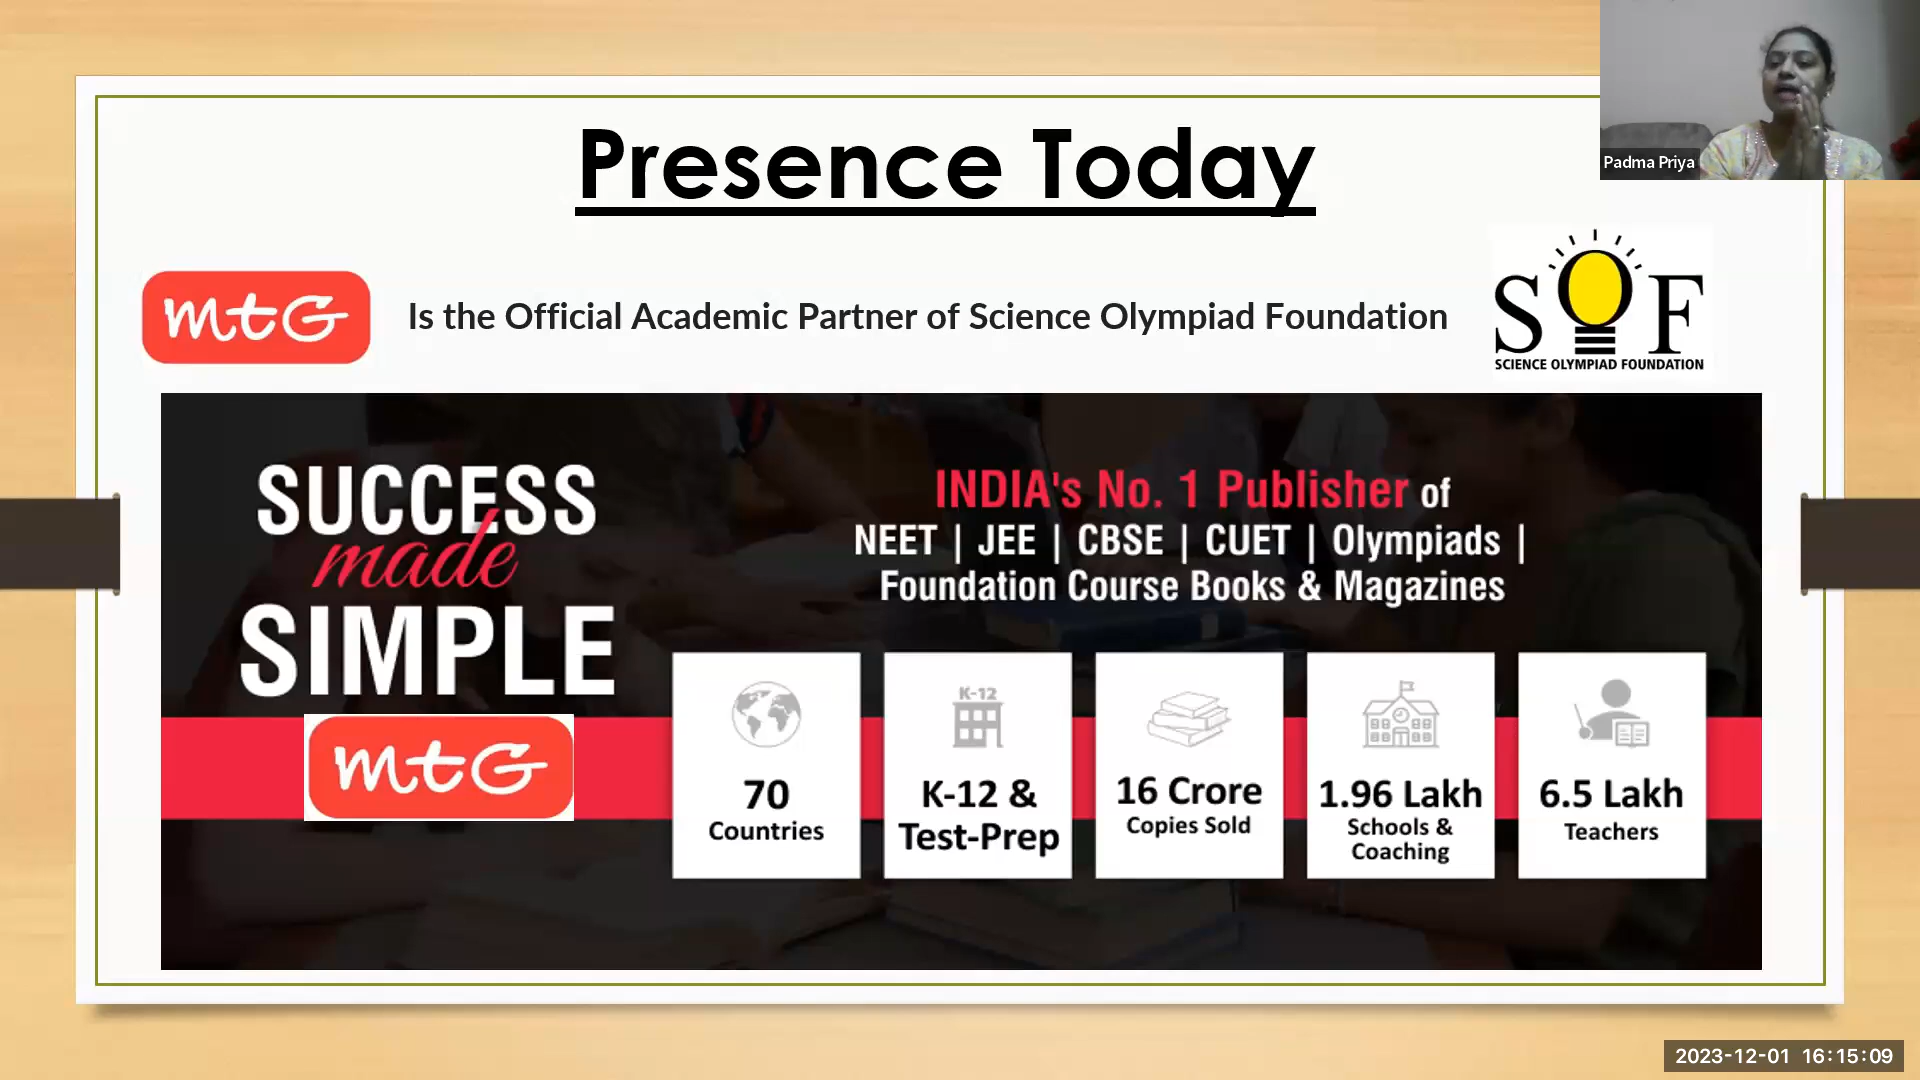 Presence Today
Padma Priya
mtG
Is the Official Academic Partner of Science Olympiad Foundation
SOF
SCIENCE OLYMPIAD FOUNDATION
SUCCESS
made
SIMPLE
mtG
INDIA's No. 1 Publisher of
NEET | JEE | CBSE | CUET | Olympiads |
Foundation Course Books & Magazines
70
Countries
K-12
K-12 &
Test-Prep
16 Crore
Copies Sold
1.96 Lakh
Schools &
Coaching
6.5 Lakh
Teachers
2023-12-01 16:15:09